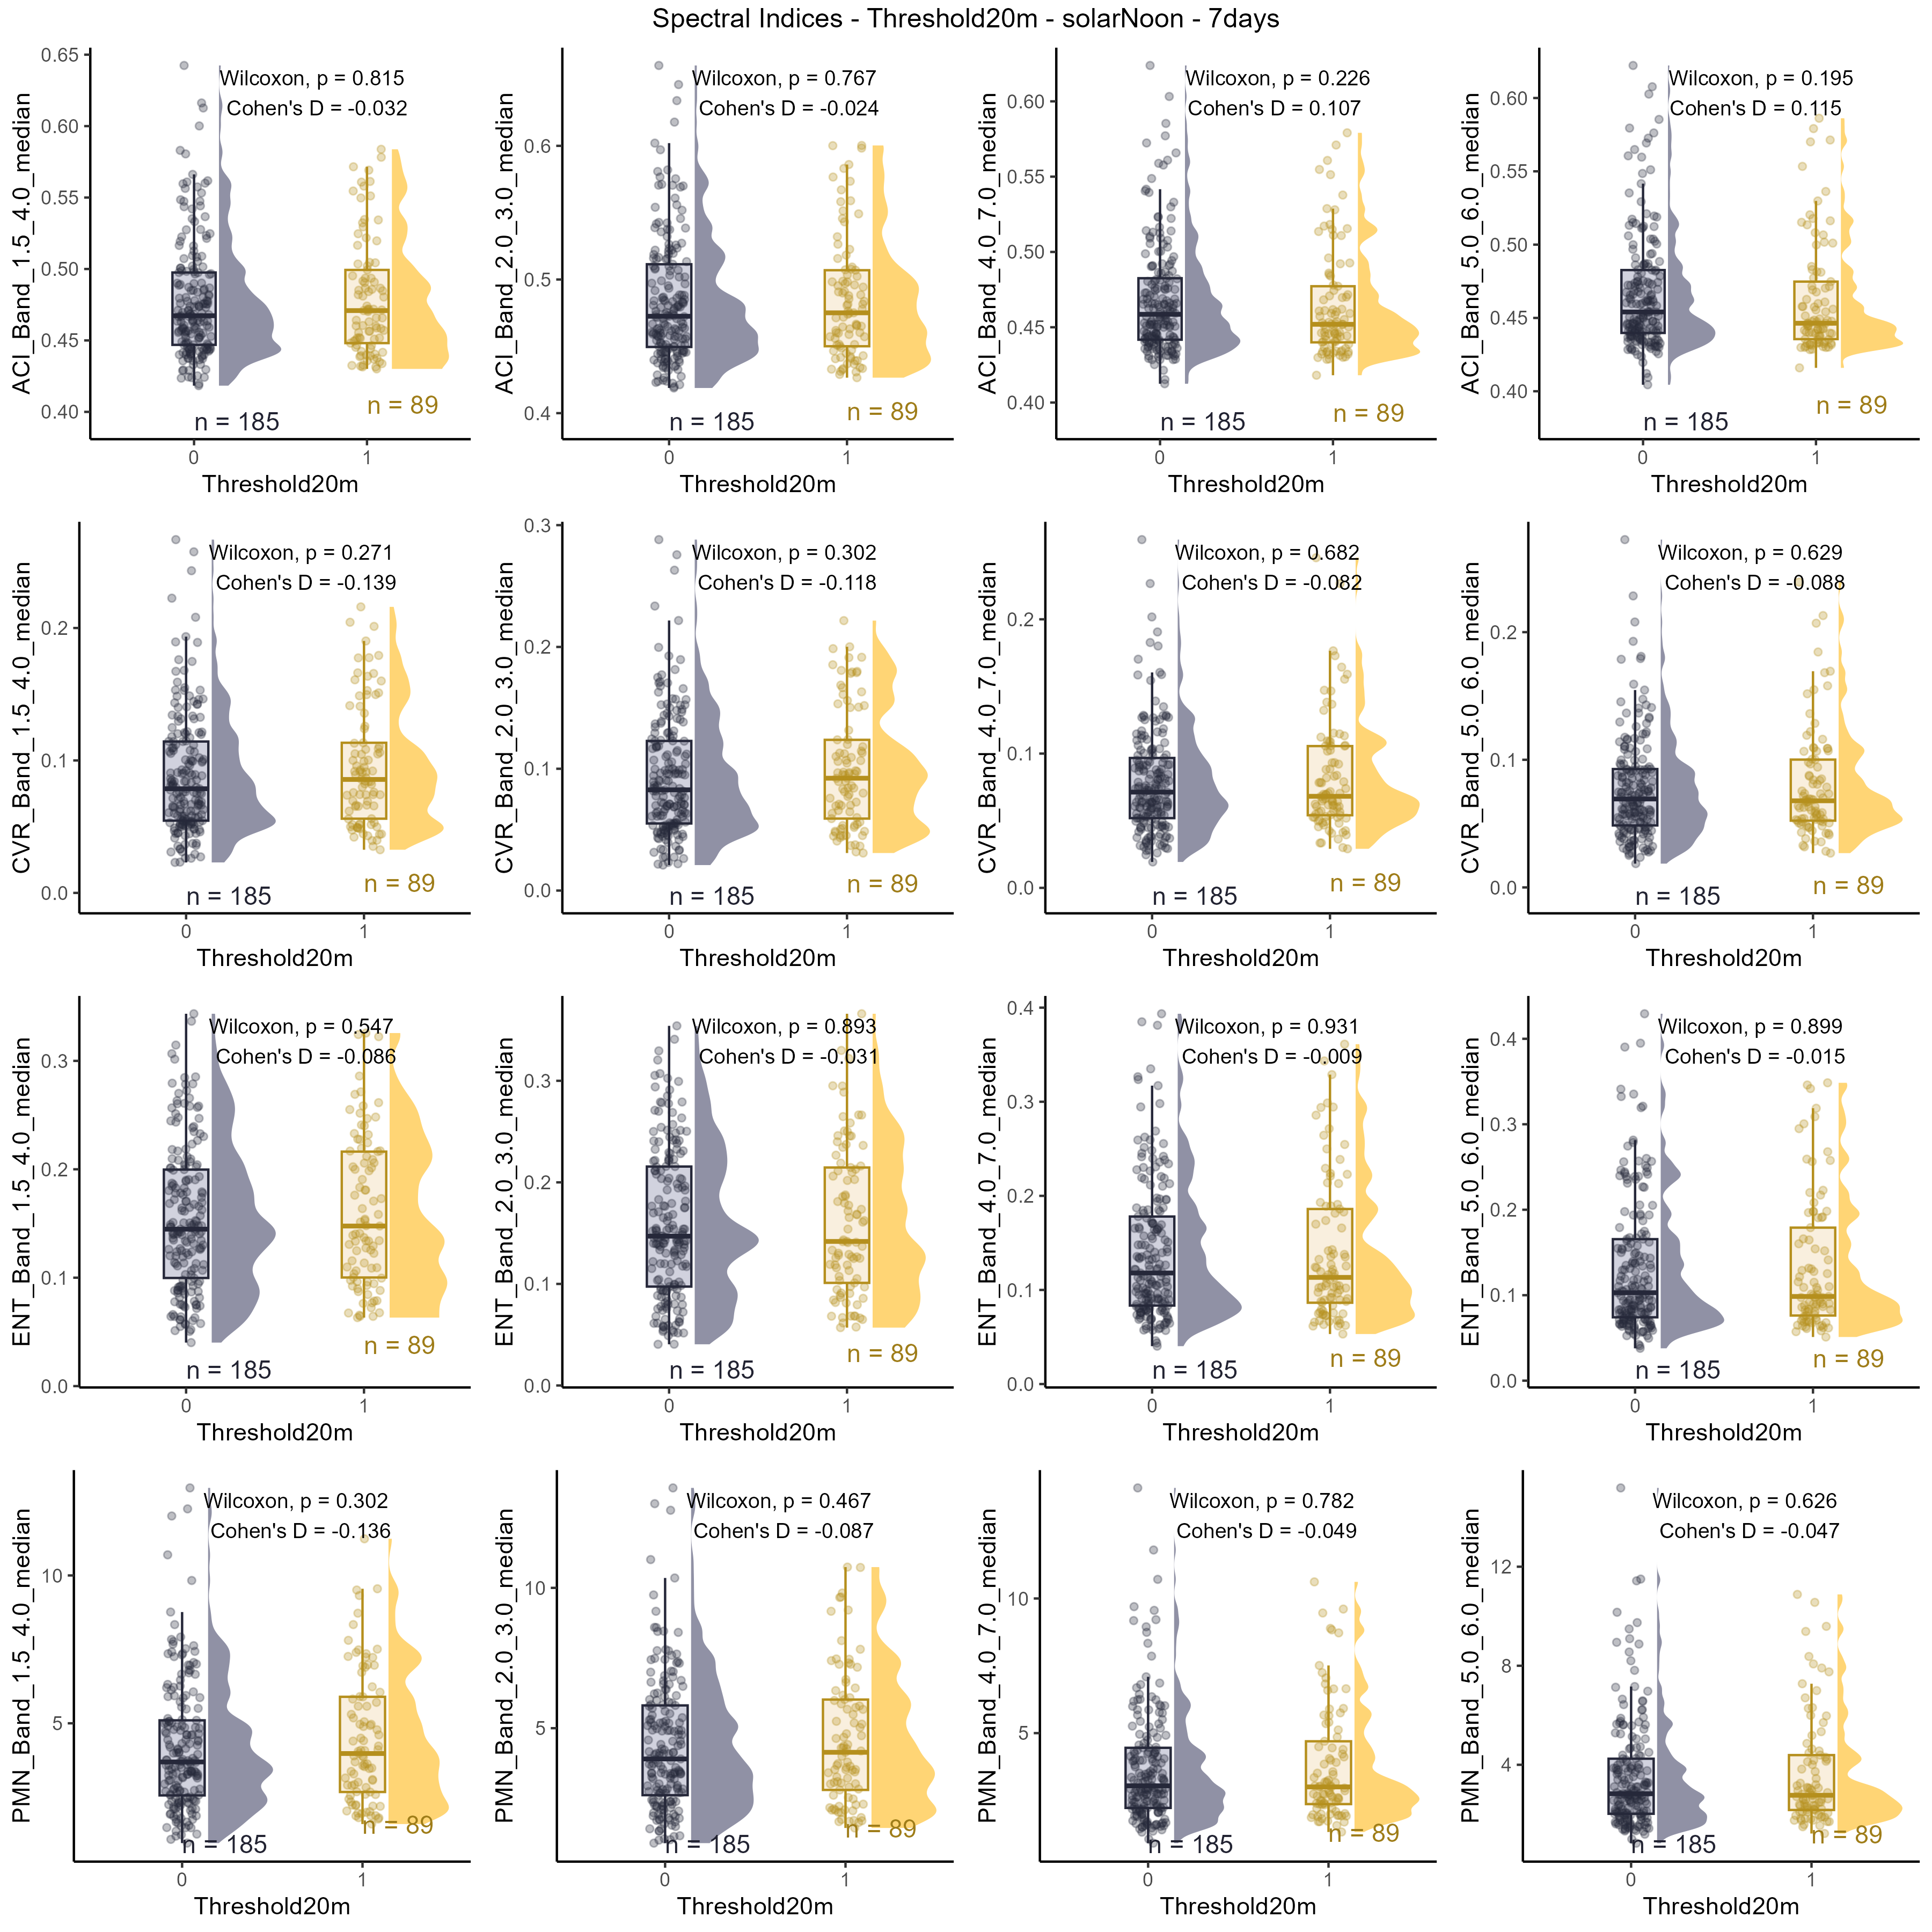 Spectral Indices - Threshold20m - solarNoon - 7days
ACI_Band_1.5_4.0_median
0.65
0.60
0.55
0.50
0.45
0.40
Wilcoxon, p = 0.815
Cohen's D = -0.032
n = 185
n = 89
0
1
Threshold20m
ACI_Band_2.0_3.0_median
0.6
0.5
0.4
Wilcoxon, p = 0.767
Cohen's D = -0.024
n = 185
n = 89
0
1
Threshold20m
ACI_Band_4.0_7.0_median
0.60
0.55
0.50
0.45
0.40
Wilcoxon, p = 0.226
Cohen's D = 0.107
n = 185
n = 89
0
1
Threshold20m
ACI_Band_5.0_6.0_median
0.60
0.55
0.50
0.45
0.40
Wilcoxon, p = 0.195
Cohen's D = 0.115
n = 185
n = 89
0
1
Threshold20m
CVR_Band_1.5_4.0_median
0.2
0.1
0.0
Wilcoxon, p = 0.271
Cohen's D = -0.139
n = 185
n = 89
0
1
Threshold20m
CVR_Band_2.0_3.0_median
0.3
0.2
0.1
0.0
Wilcoxon, p = 0.302
Cohen's D = -0.118
n = 185
n = 89
0
1
Threshold20m
CVR_Band_4.0_7.0_median
0.2
0.1
0.0
Wilcoxon, p = 0.682
Cohen's D = -0.082
n = 185
n = 89
0
1
Threshold20m
CVR_Band_5.0_6.0_median
0.2
0.1
0.0
Wilcoxon, p = 0.629
Cohen's D = -0.088
n = 185
n = 89
0
1
Threshold20m
ENT_Band_1.5_4.0_median
0.3
0.2
0.1
0.0
Wilcoxon, p = 0.547
Cohen's D = -0.086
n = 185
n = 89
0
1
Threshold20m
ENT_Band_2.0_3.0_median
0.3
0.2
0.1
0.0
Wilcoxon, p = 0.893
Cohen's D = -0.031
n = 185
n = 89
0
1
Threshold20m
ENT_Band_4.0_7.0_median
0.4
0.3
0.2
0.1
0.0
Wilcoxon, p = 0.931
Cohen's D = -0.009
n = 185
n = 89
0
1
Threshold20m
ENT_Band_5.0_6.0_median
0.4
0.3
0.2
0.1
0.0
Wilcoxon, p = 0.899
Cohen's D = -0.015
n = 185
n = 89
0
1
Threshold20m
PMN_Band_1.5_4.0_median
10
5
Wilcoxon, p = 0.302
Cohen's D = -0.136
n = 185
n = 89
0
1
Threshold20m
PMN_Band_2.0_3.0_median
10
5
Wilcoxon, p = 0.467
Cohen's D = -0.087
n = 185
n = 89
0
1
Threshold20m
PMN_Band_4.0_7.0_median
10
5
Wilcoxon, p = 0.782
Cohen's D = -0.049
n = 185
n = 89
0
1
Threshold20m
PMN_Band_5.0_6.0_median
12
8
4
Wilcoxon, p = 0.626
Cohen's D = -0.047
n = 185
n = 89
0
1
Threshold20m